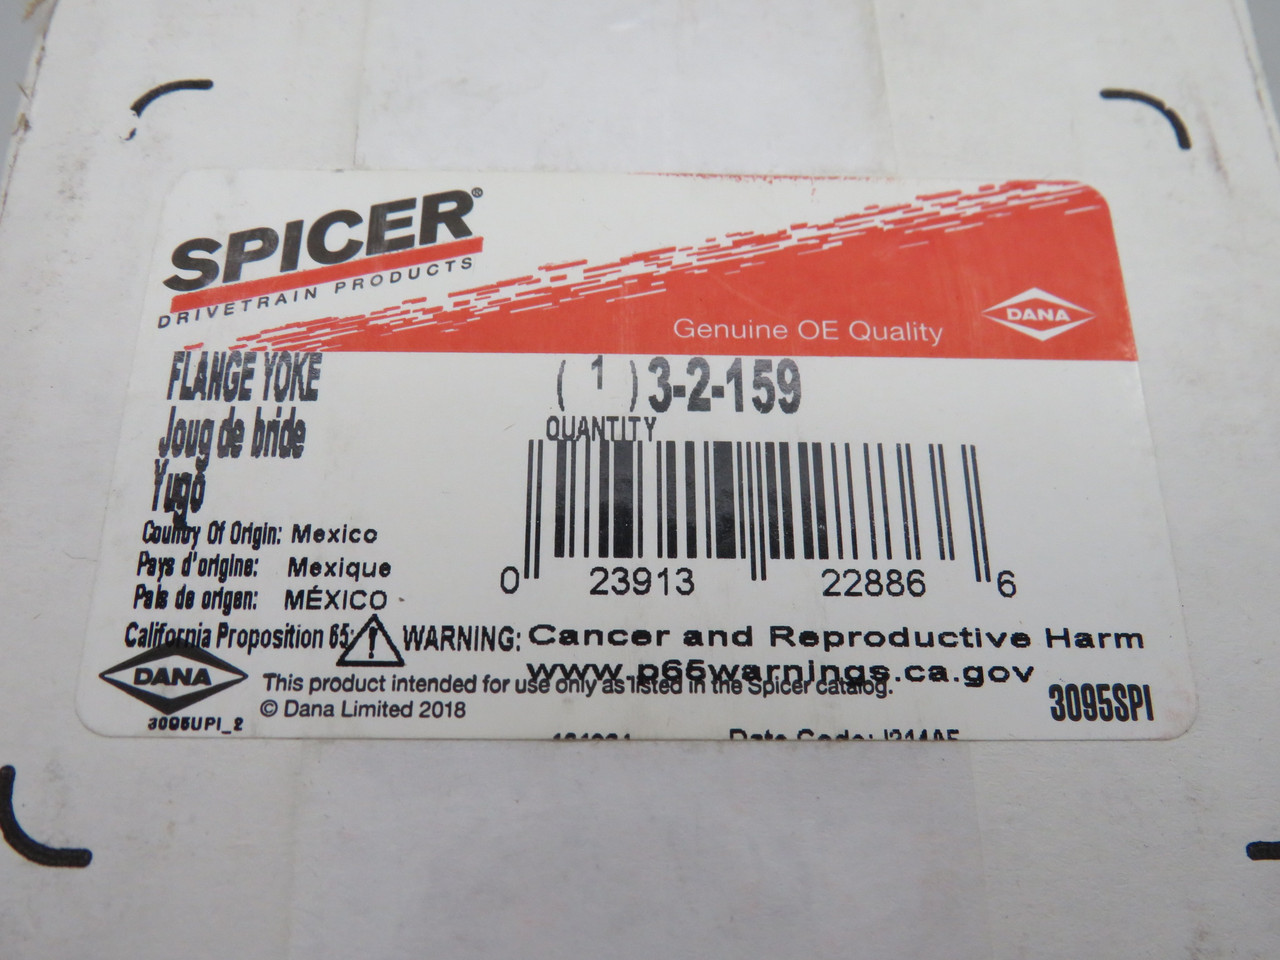 SPICER®
DRIVETRAIN PRODUCTS
Genuine OE Quality
DANA
FLANGE YOKE
( 1 ) 3-2-159
Joug de bride
QUANTITY
Yugo
Country Of Origin: Mexico
Pays d'origine: Mexique
Pais de origen: MÉXICO
0 23913 22886 6
California Proposition 65: WARNING: Cancer and Reproductive Harm
www.p65warnings.ca.gov
DANA
This product intended for use only as listed in the Spicer catalog.
© Dana Limited 2018
3095UPI_2
3095SPI
Date Code: